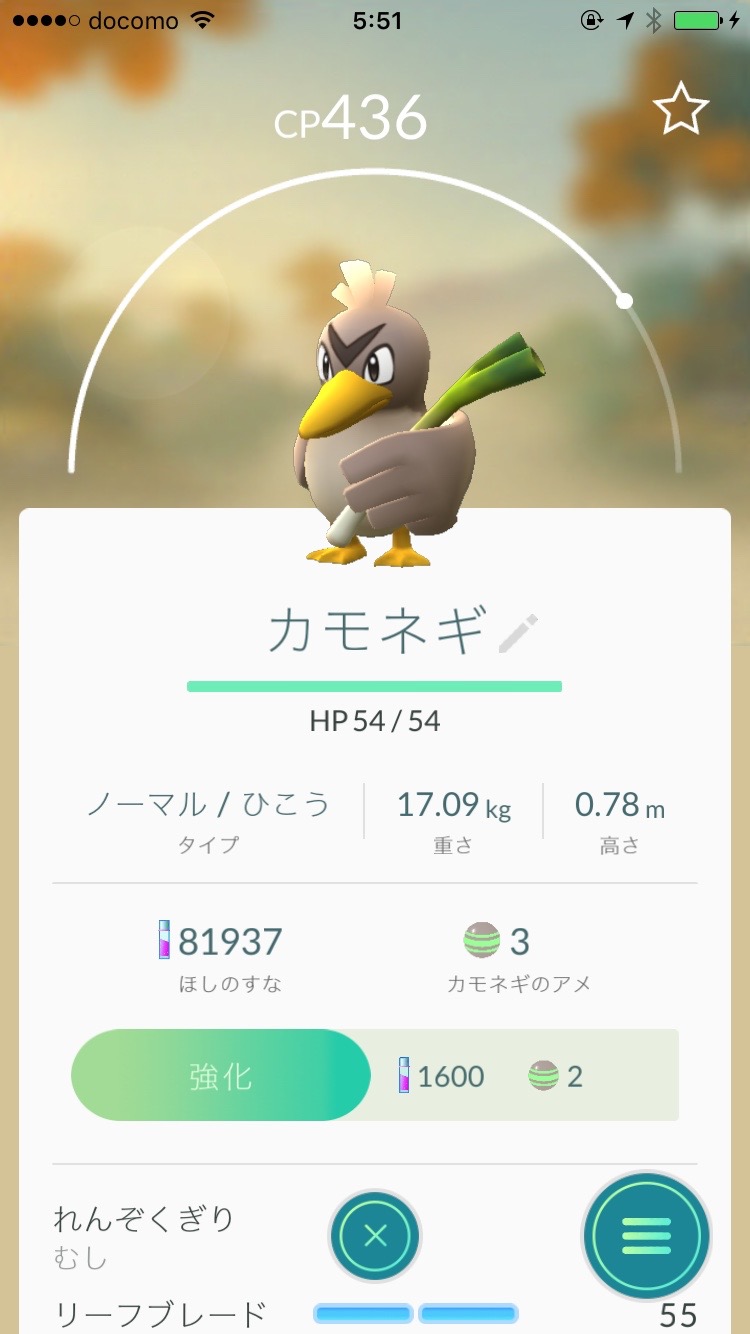 docomo 5:51
CP436
カモネギ
HP 54 / 54
ノーマル / ひこう 17.09 kg 0.78 m
タイプ 重さ 高さ
81937 3
ほしのすな カモネギのアメ
強化 1600 2
れんぞくぎり
むし
リーフブレード 55